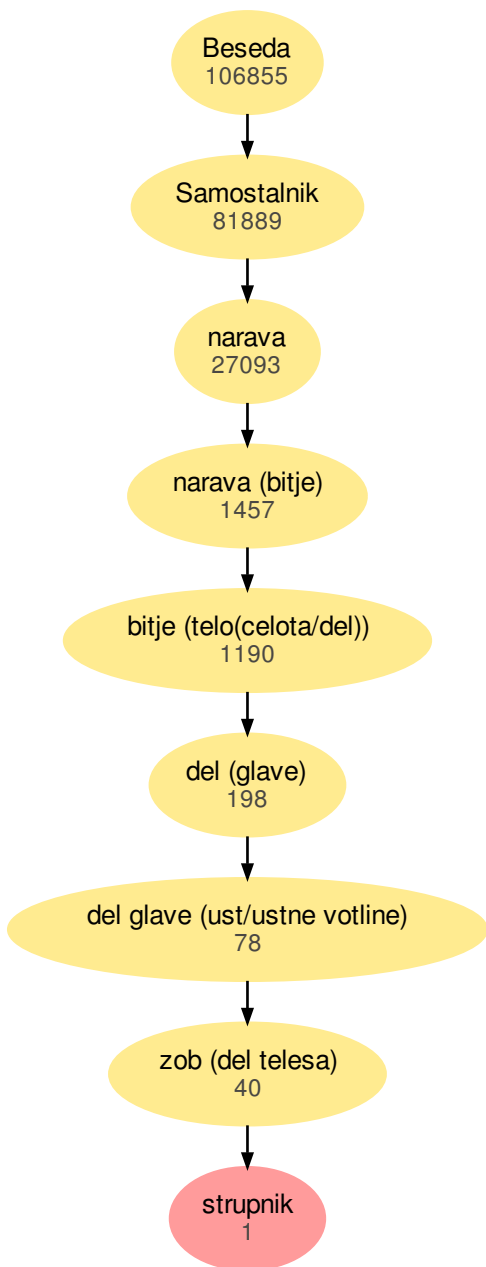 Beseda
106855
Samostalnik
81889
narava
27093
narava (bitje)
1457
bitje (telo(celota/del))
1190
del (glave)
198
del glave (ust/ustne votline)
78
zob (del telesa)
40
strupnik
1